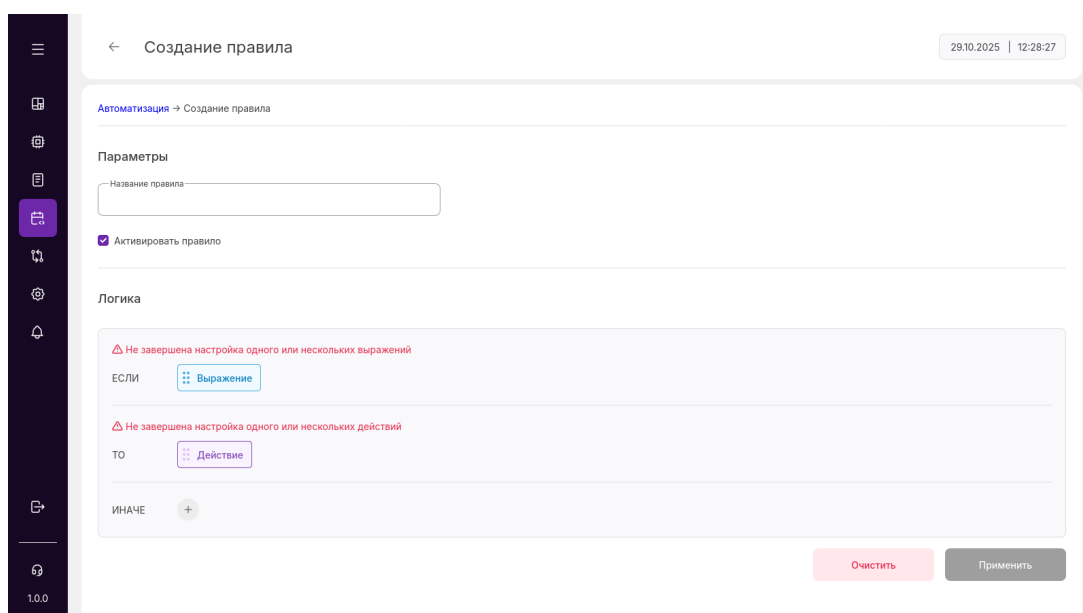 Создание правила
29.10.2025 | 12:28:27
Автоматизация → Создание правила
Параметры
Название правила
Активировать правило
Логика
Не завершена настройка одного или нескольких выражений
ЕСЛИ Выражение
Не завершена настройка одного или нескольких действий
ТО Действие
ИНАЧЕ +
Очистить Применить
1.0.0